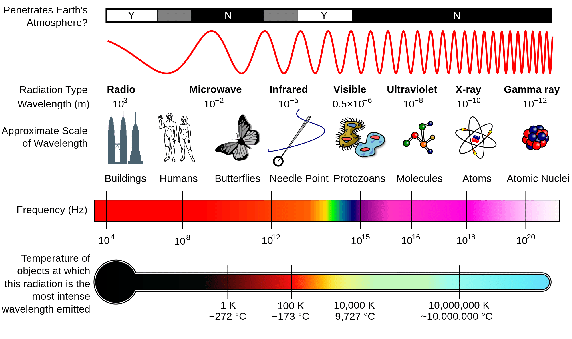 Penetrates Earth's
Atmosphere?
Y N Y N
Radiation Type
Radio Microwave Infrared Visible Ultraviolet X-ray Gamma ray
Wavelength (m)
10³ 10⁻² 10⁻⁵ 0.5×10⁻⁶ 10⁻⁸ 10⁻¹⁰ 10⁻¹²
Approximate Scale
of Wavelength
Buildings Humans Butterflies Needle Point Protozoans Molecules Atoms Atomic Nuclei
Frequency (Hz)
10⁴ 10⁸ 10¹² 10¹⁵ 10¹⁶ 10¹⁸ 10²⁰
Temperature of
objects at which
this radiation is the
most intense
wavelength emitted
1 K 100 K 10,000 K 10,000,000 K
−272 °C −173 °C 9,727 °C ~10,000,000 °C